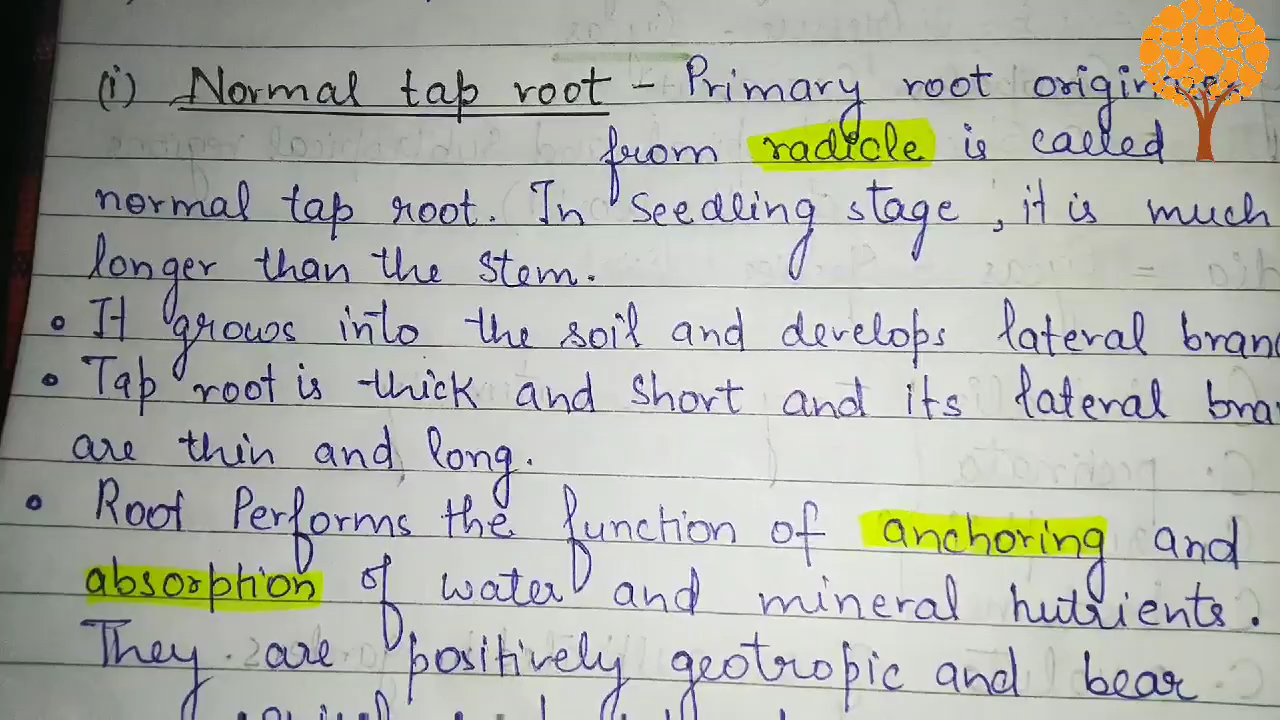 (i) Normal tap root - Primary root
from radicle is called
normal tap root. In seedling stage, it is much
longer than the stem.
• It grows into the soil and develops lateral bran
• Tap root is thick and short and its lateral bra
are thin and long.
• Root Performs the function of anchoring and
absorption of water and mineral nutrients.
They are positively geotropic and bear